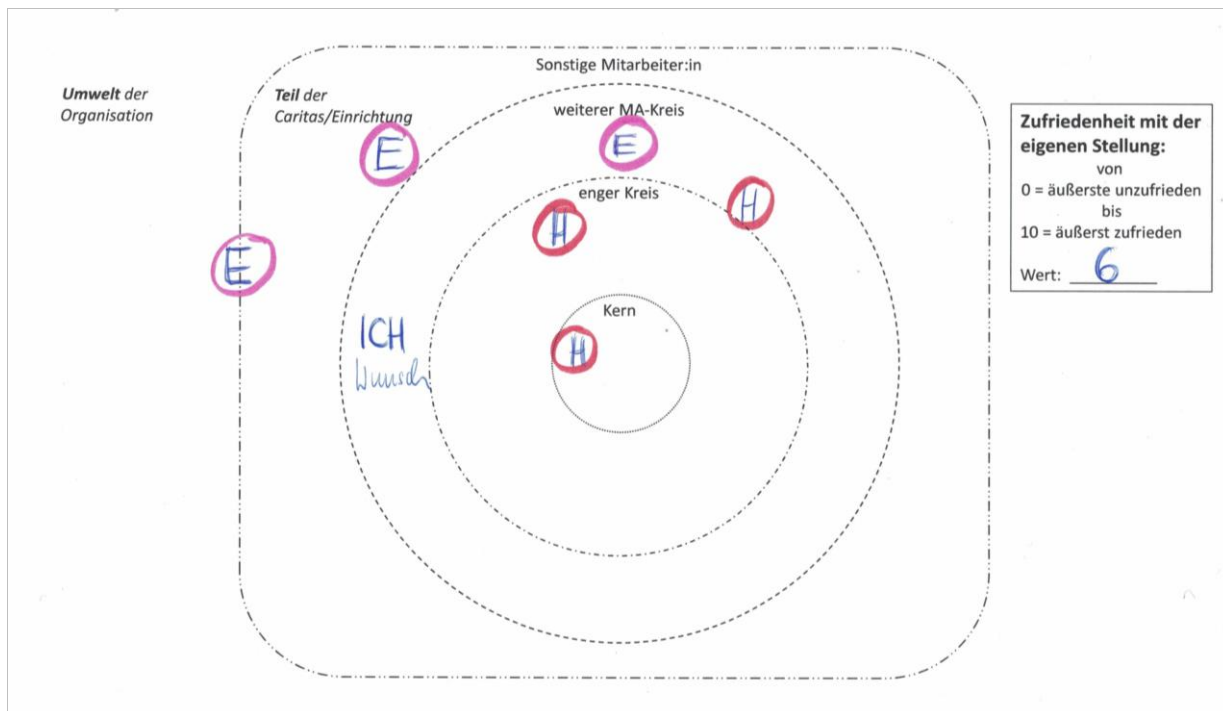 Sonstige Mitarbeiter:in
Umwelt der
Organisation
Teil der
Caritas/Einrichtung
weiterer MA-Kreis
E
E
enger Kreis
H
H
E
Kern
H
ICH
Wunsch
Zufriedenheit mit der
eigenen Stellung:
von
0 = äußerste unzufrieden
bis
10 = äußerst zufrieden
Wert: 6